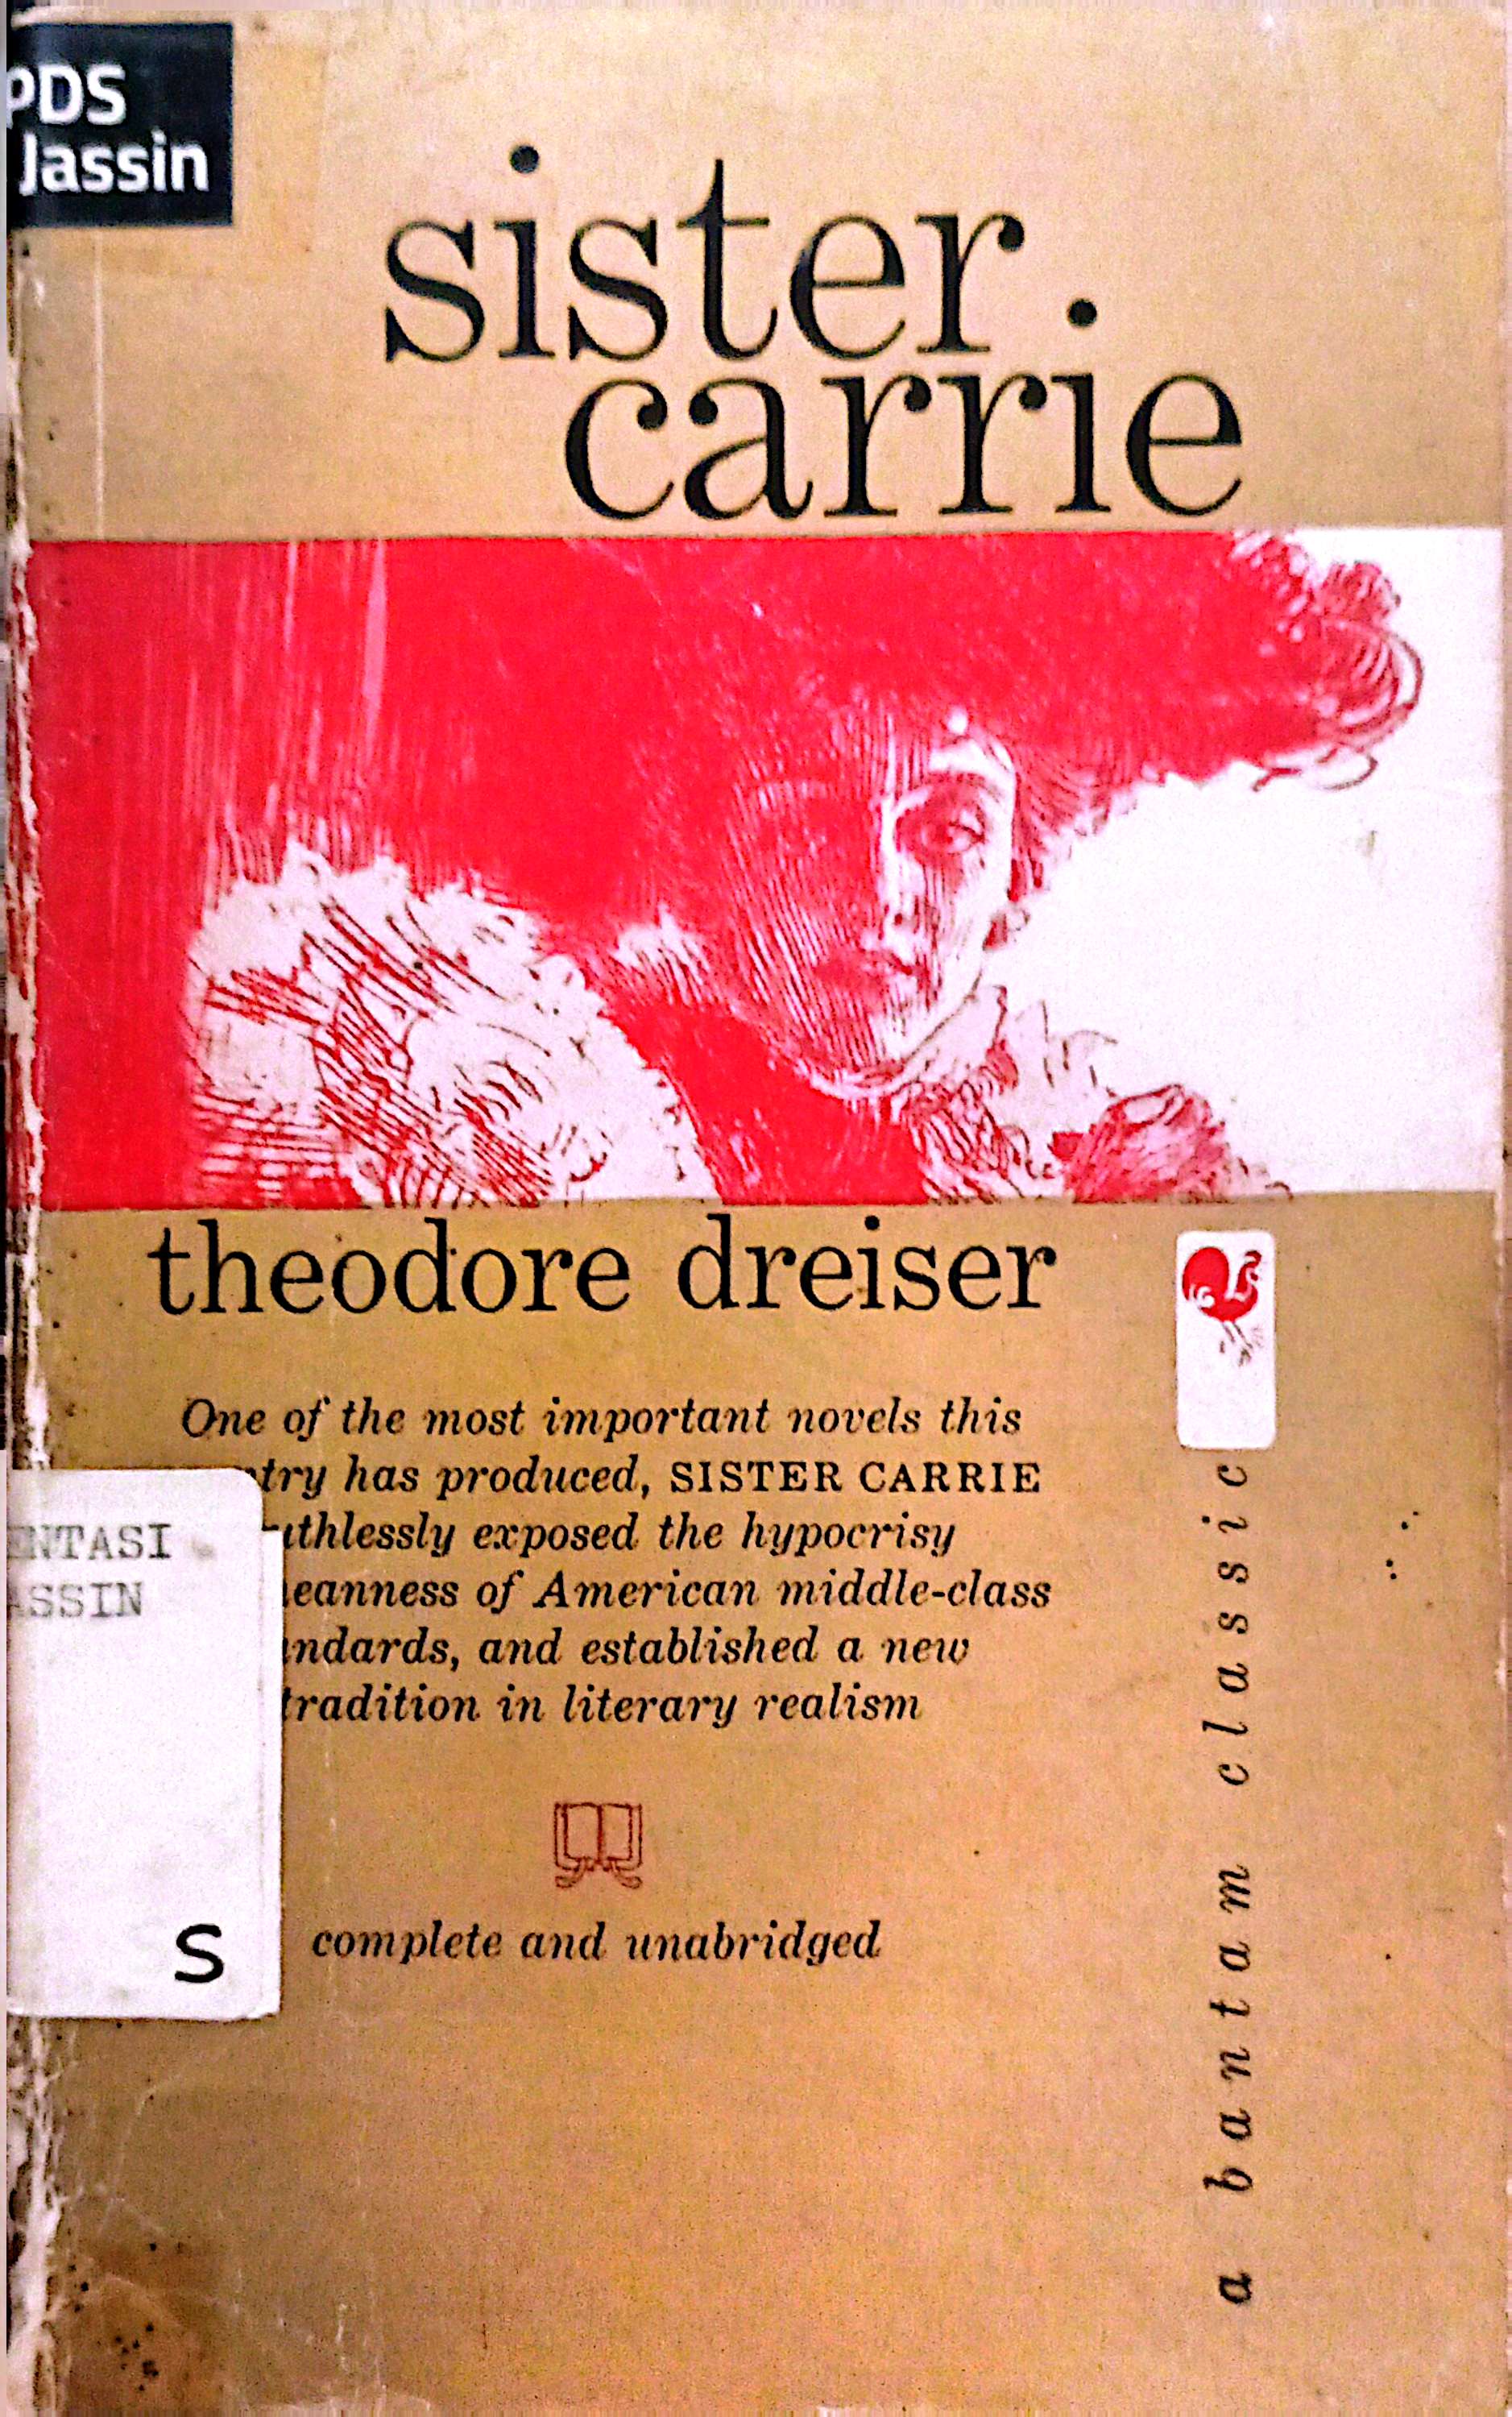 PDS
Jassin
sister
carrie
theodore dreiser
One of the most important novels this
has produced, SISTER CARRIE
exposed the hypocrisy
of American middle-class
and established a new
tradition in literary realism
S
complete and unabridged
a bantam classic